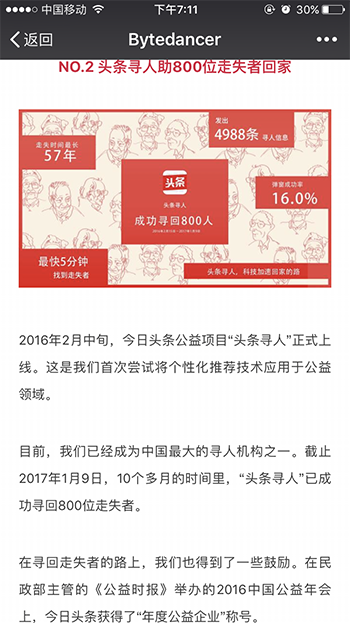 中国移动 下午7:11 30%
返回 Bytedancer
NO.2 头条寻人助800位走失者回家
走失时间最长
57年
发出
4988条 寻人信息
头条
头条寻人
成功寻回800人
弹窗成功率
16.0%
最快5分钟
找到走失者
头条寻人，科技加速回家的路
2016年2月中旬，今日头条公益项目“头条寻人”正式上
线。这是我们首次尝试将个性化推荐技术应用于公益
领域。
目前，我们已经成为中国最大的寻人机构之一。截止
2017年1月9日，10个多月的时间里，“头条寻人”已成
功寻回800位走失者。
在寻回走失者的路上，我们也得到了一些鼓励。在民
政部主管的《公益时报》举办的2016中国公益年会
上，今日头条获得了“年度公益企业”称号。